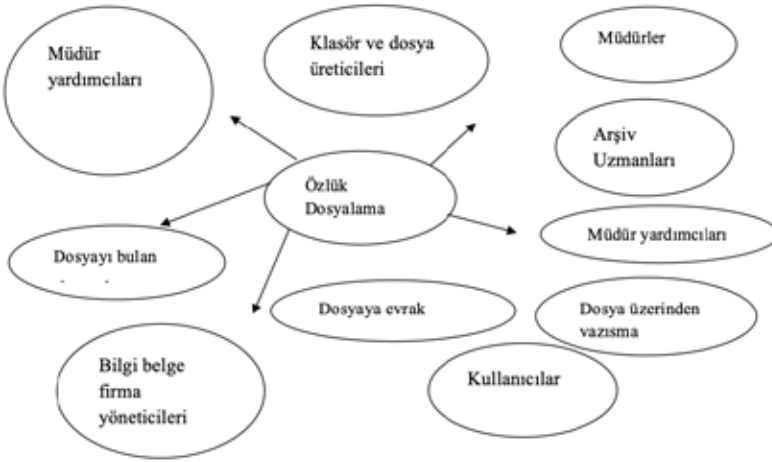 Müdür
yardımcıları
Klasör ve dosya
üreticileri
Müdürler
Arşiv
Uzmanları
Özlük
Dosyalama
Müdür yardımcıları
Dosyayı bulan
Dosyaya evrak
Dosya üzerinden
vazısma
Bilgi belge
firma
yöneticileri
Kullanıcılar